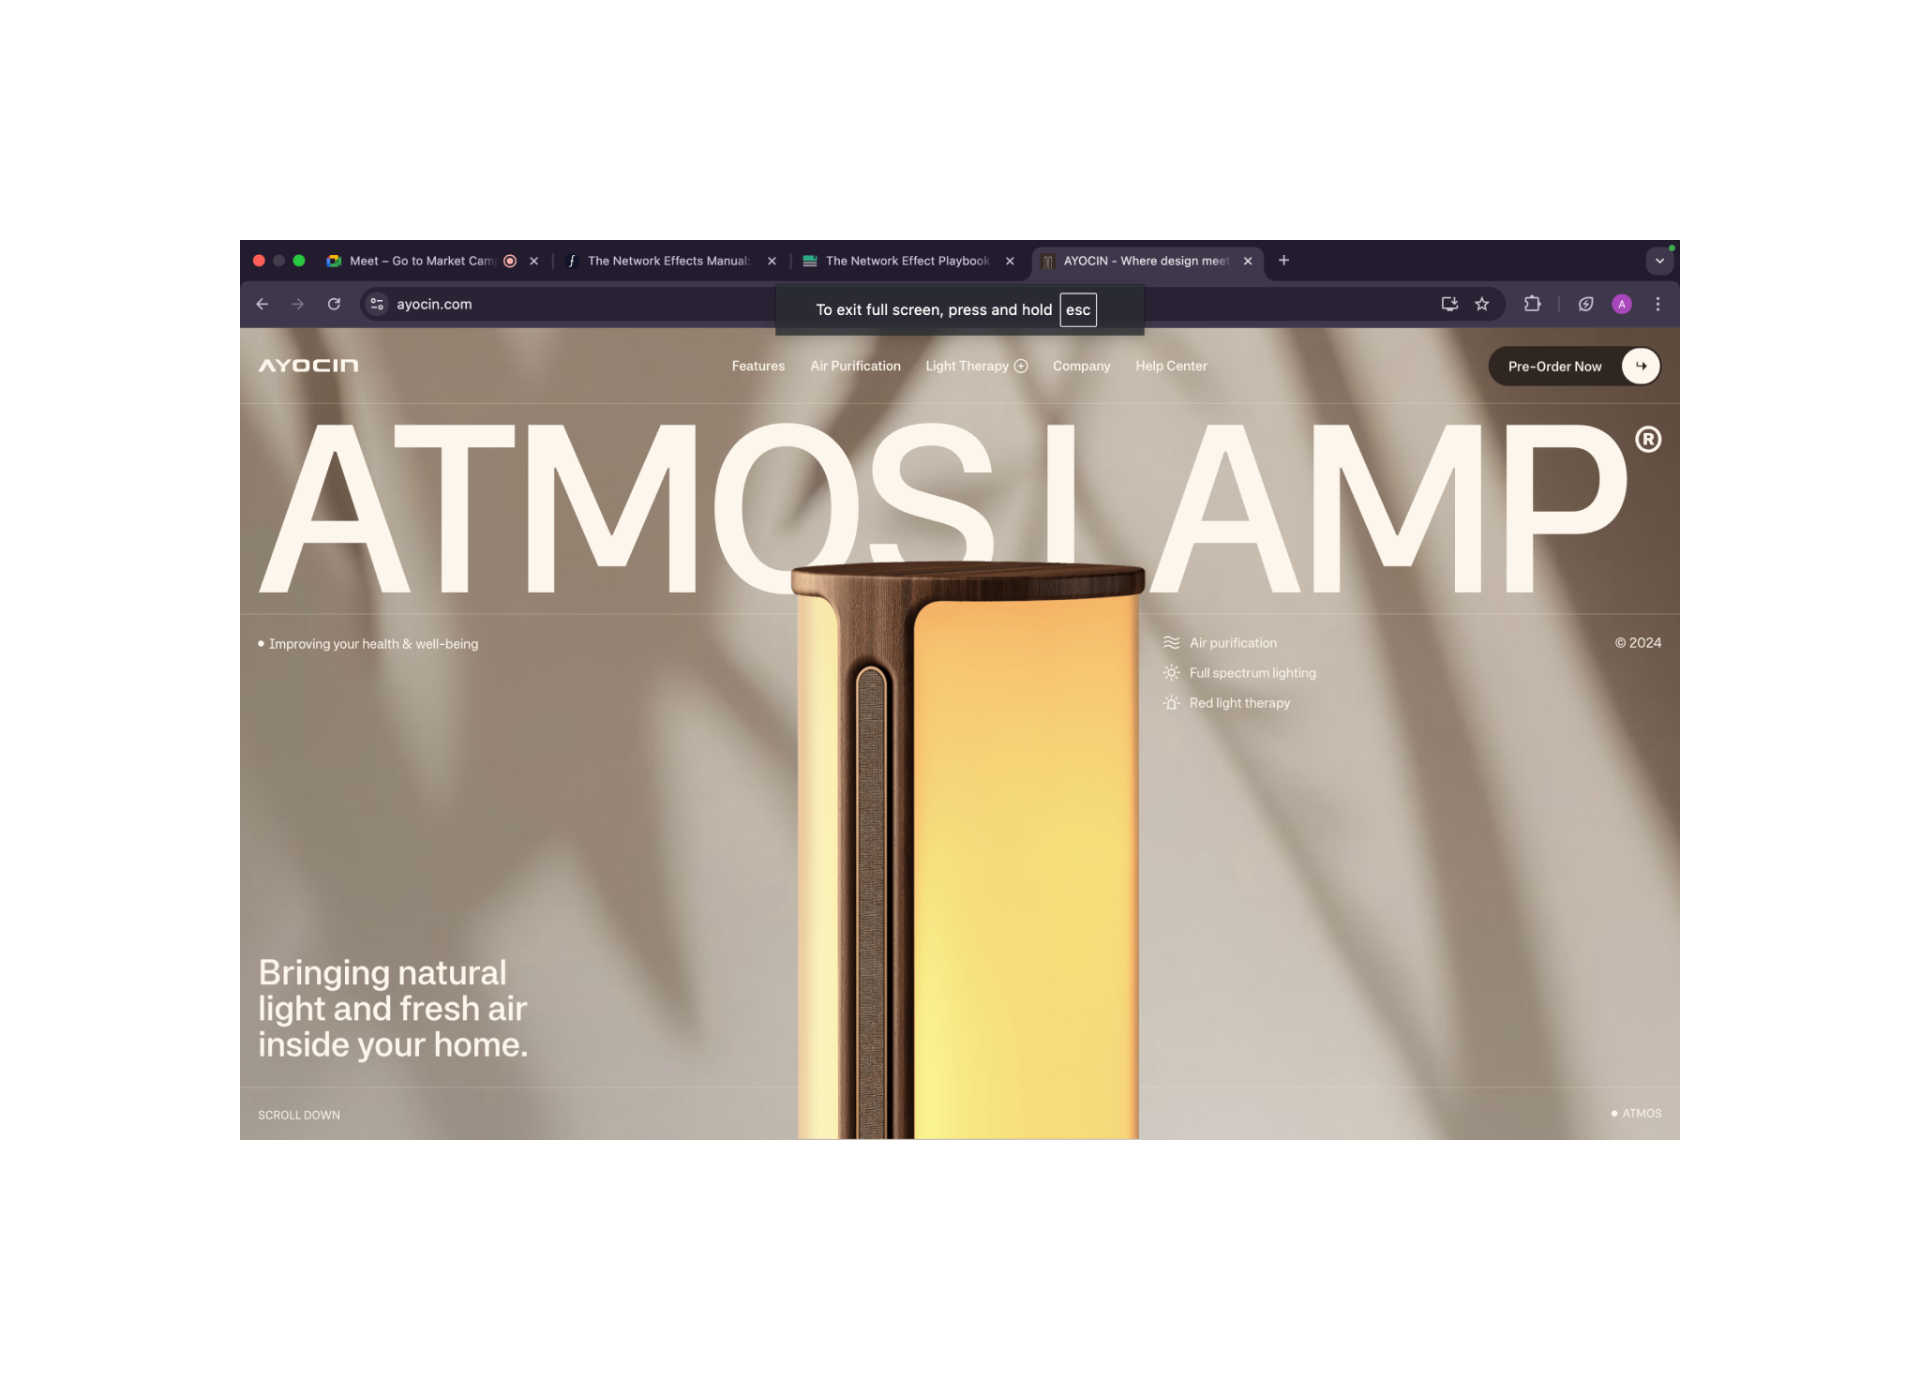 Meet – Go to Market Cam
The Network Effects Manual:
The Network Effect Playbook
AYOCIN - Where design meet
ayocin.com
To exit full screen, press and hold esc
A
AYOCIN
Features
Air Purification
Light Therapy
Company
Help Center
Pre-Order Now
ATMOS LAMP®
Improving your health & well-being
Air purification
Full spectrum lighting
Red light therapy
© 2024
Bringing natural
light and fresh air
inside your home.
SCROLL DOWN
ATMOS